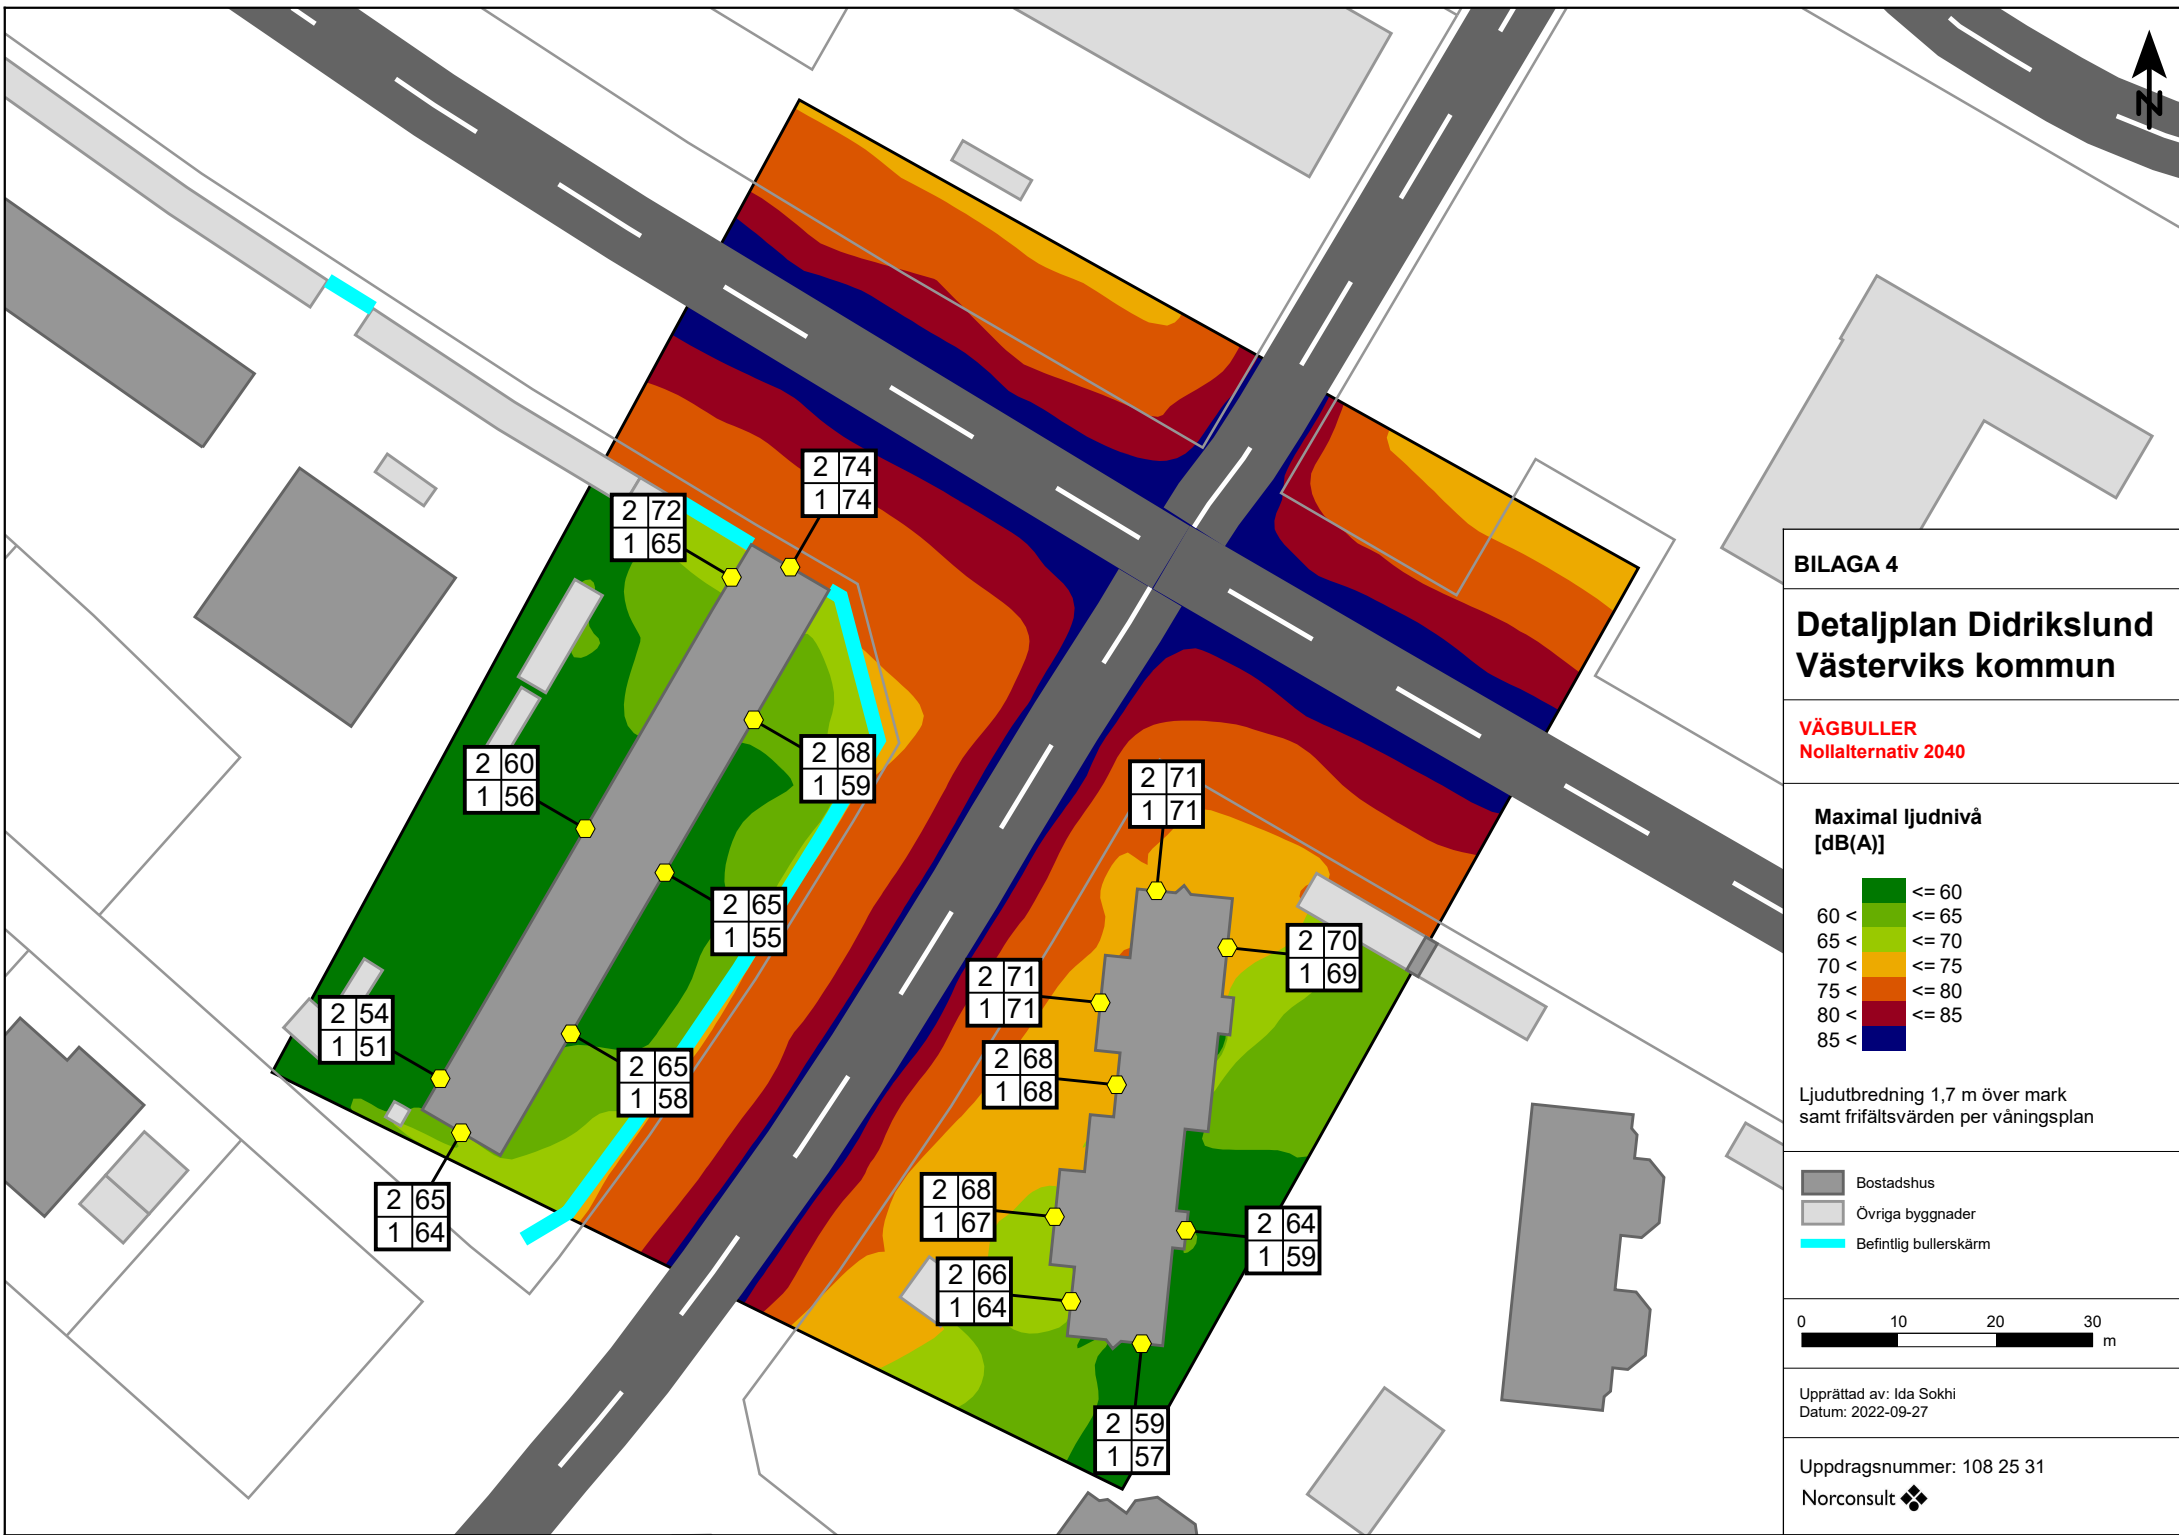 N
2 74
1 74
2 72
1 65
2 68
1 59
2 60
1 56
2 71
1 71
2 65
1 55
2 70
1 69
2 71
1 71
2 54
1 51
2 68
1 68
2 65
1 58
2 68
1 67
2 65
1 64
2 64
1 59
2 66
1 64
2 59
1 57
BILAGA 4
Detaljplan Didrikslund
Västerviks kommun
VÄGBULLER
Nollalternativ 2040
Maximal ljudnivå
[dB(A)]
<= 60
60 < <= 65
65 < <= 70
70 < <= 75
75 < <= 80
80 < <= 85
85 <
Ljudutbredning 1,7 m över mark
samt frifältsvärden per våningsplan
Bostadshus
Övriga byggnader
Befintlig bullerskärm
0 10 20 30
m
Upprättad av: Ida Sokhi
Datum: 2022-09-27
Uppdragsnummer: 108 25 31
Norconsult